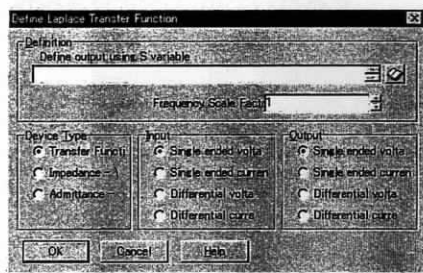 Define Laplace Transfer Function
Definition
Define output using S variable
Frequency Scale Fact
1
Device Type
Transfer Functi
Impedance -
Admittance
Input
Single ended volta
Single ended curren
Differential volta
Differential curre
Output
Single ended volta
Single ended curren
Differential volta
Differential curre
OK
Cancel
Help